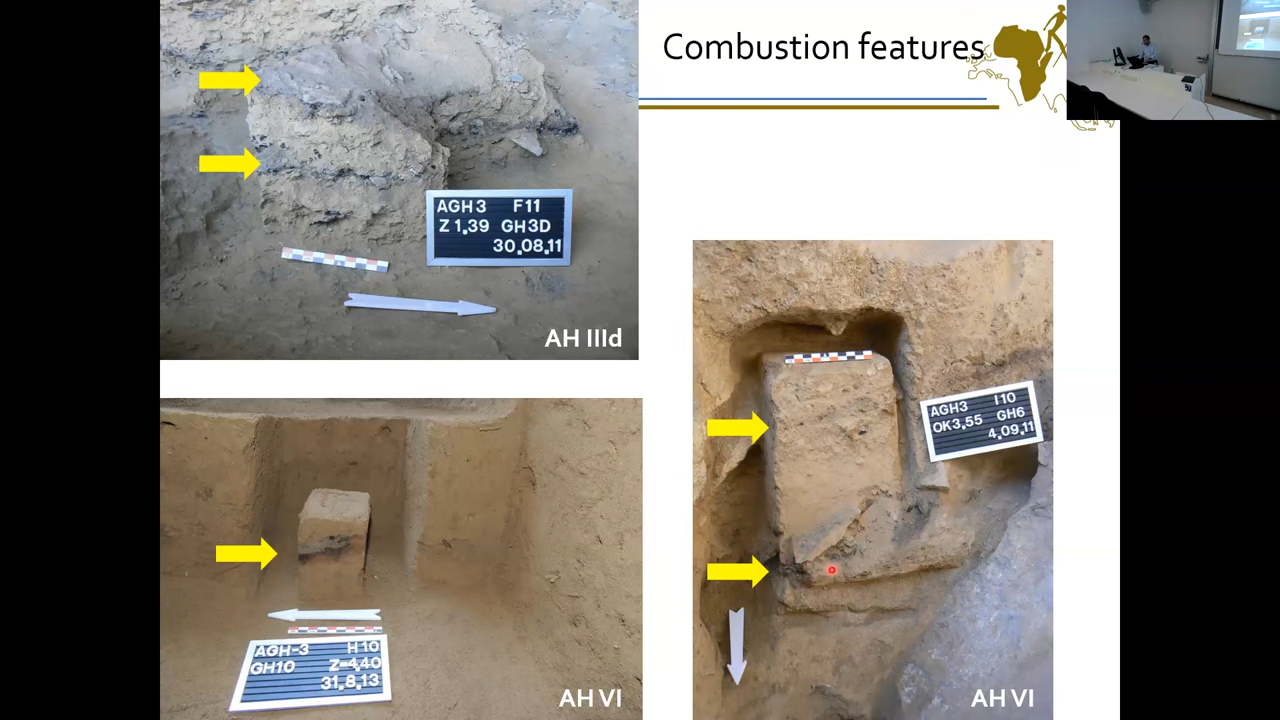 Combustion features
AGH3 F11
Z 1.39 GH3D
30.08.11
AH IIId
AGH3 I10
OK3.55 GH6
4.09.11
AH VI
AGH-3 H10
GH10 Z=4.40
31.8.13
AH VI